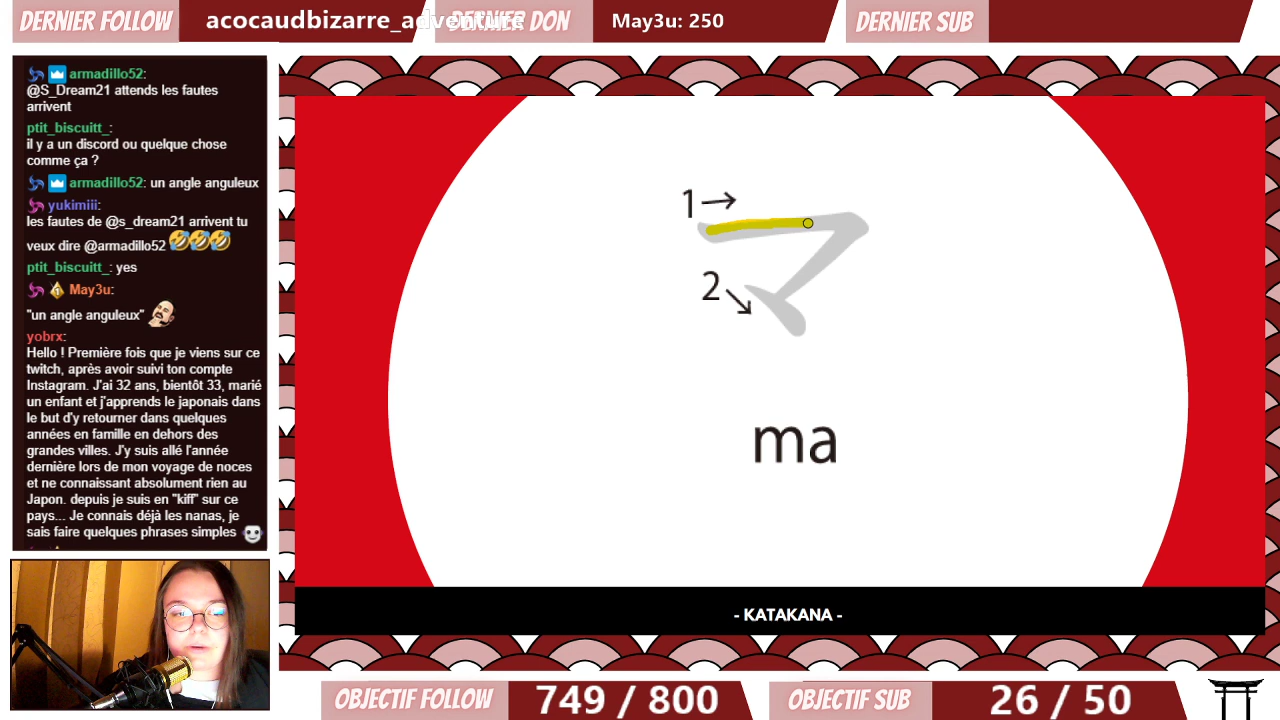 DERNIER FOLLOW
acocaudbizarre_adventure
DERNIER DON
May3u: 250
DERNIER SUB
armadillo52:
@S_Dream21 attends les fautes
arrivent
ptit_biscuitt_:
il y a un discord ou quelque chose
comme ça ?
armadillo52: un angle anguleux
yukimiii:
les fautes de @s_dream21 arrivent tu
veux dire @armadillo52 🤣🤣🤣
ptit_biscuitt_: yes
May3u:
"un angle anguleux"
yobrx:
Hello ! Première fois que je viens sur ce
twitch, après avoir suivi ton compte
Instagram. J'ai 32 ans, bientôt 33, marié
un enfant et j'apprends le japonais dans
le but d'y retourner dans quelques
années en famille en dehors des
grandes villes. J'y suis allé l'année
dernière lors de mon voyage de noces
et ne connaissant absolument rien au
Japon. depuis je suis en "kiff" sur ce
pays... Je connais déjà les nanas, je
sais faire quelques phrases simples
1→
マ
2
ma
- KATAKANA -
OBJECTIF FOLLOW
749 / 800
OBJECTIF SUB
26 / 50